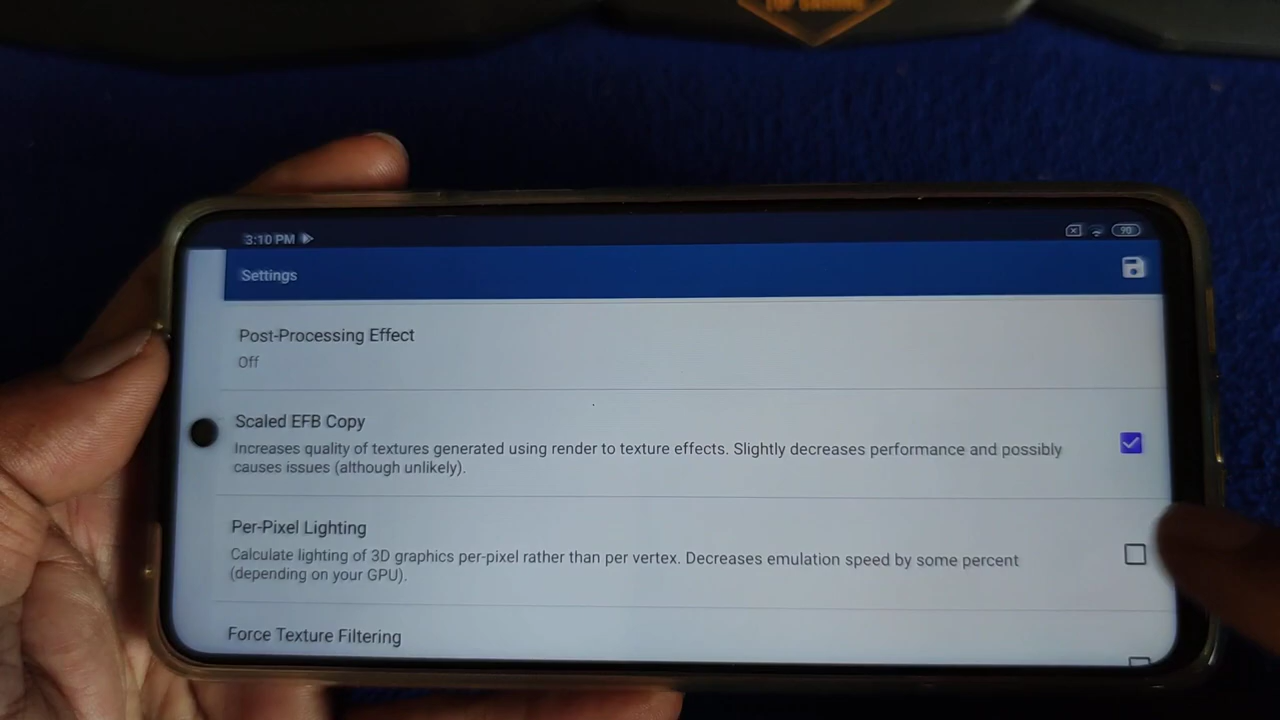 3:10 PM
90
Settings
Post-Processing Effect
Off
Scaled EFB Copy
Increases quality of textures generated using render to texture effects. Slightly decreases performance and possibly
causes issues (although unlikely).
Per-Pixel Lighting
Calculate lighting of 3D graphics per-pixel rather than per vertex. Decreases emulation speed by some percent
(depending on your GPU).
Force Texture Filtering